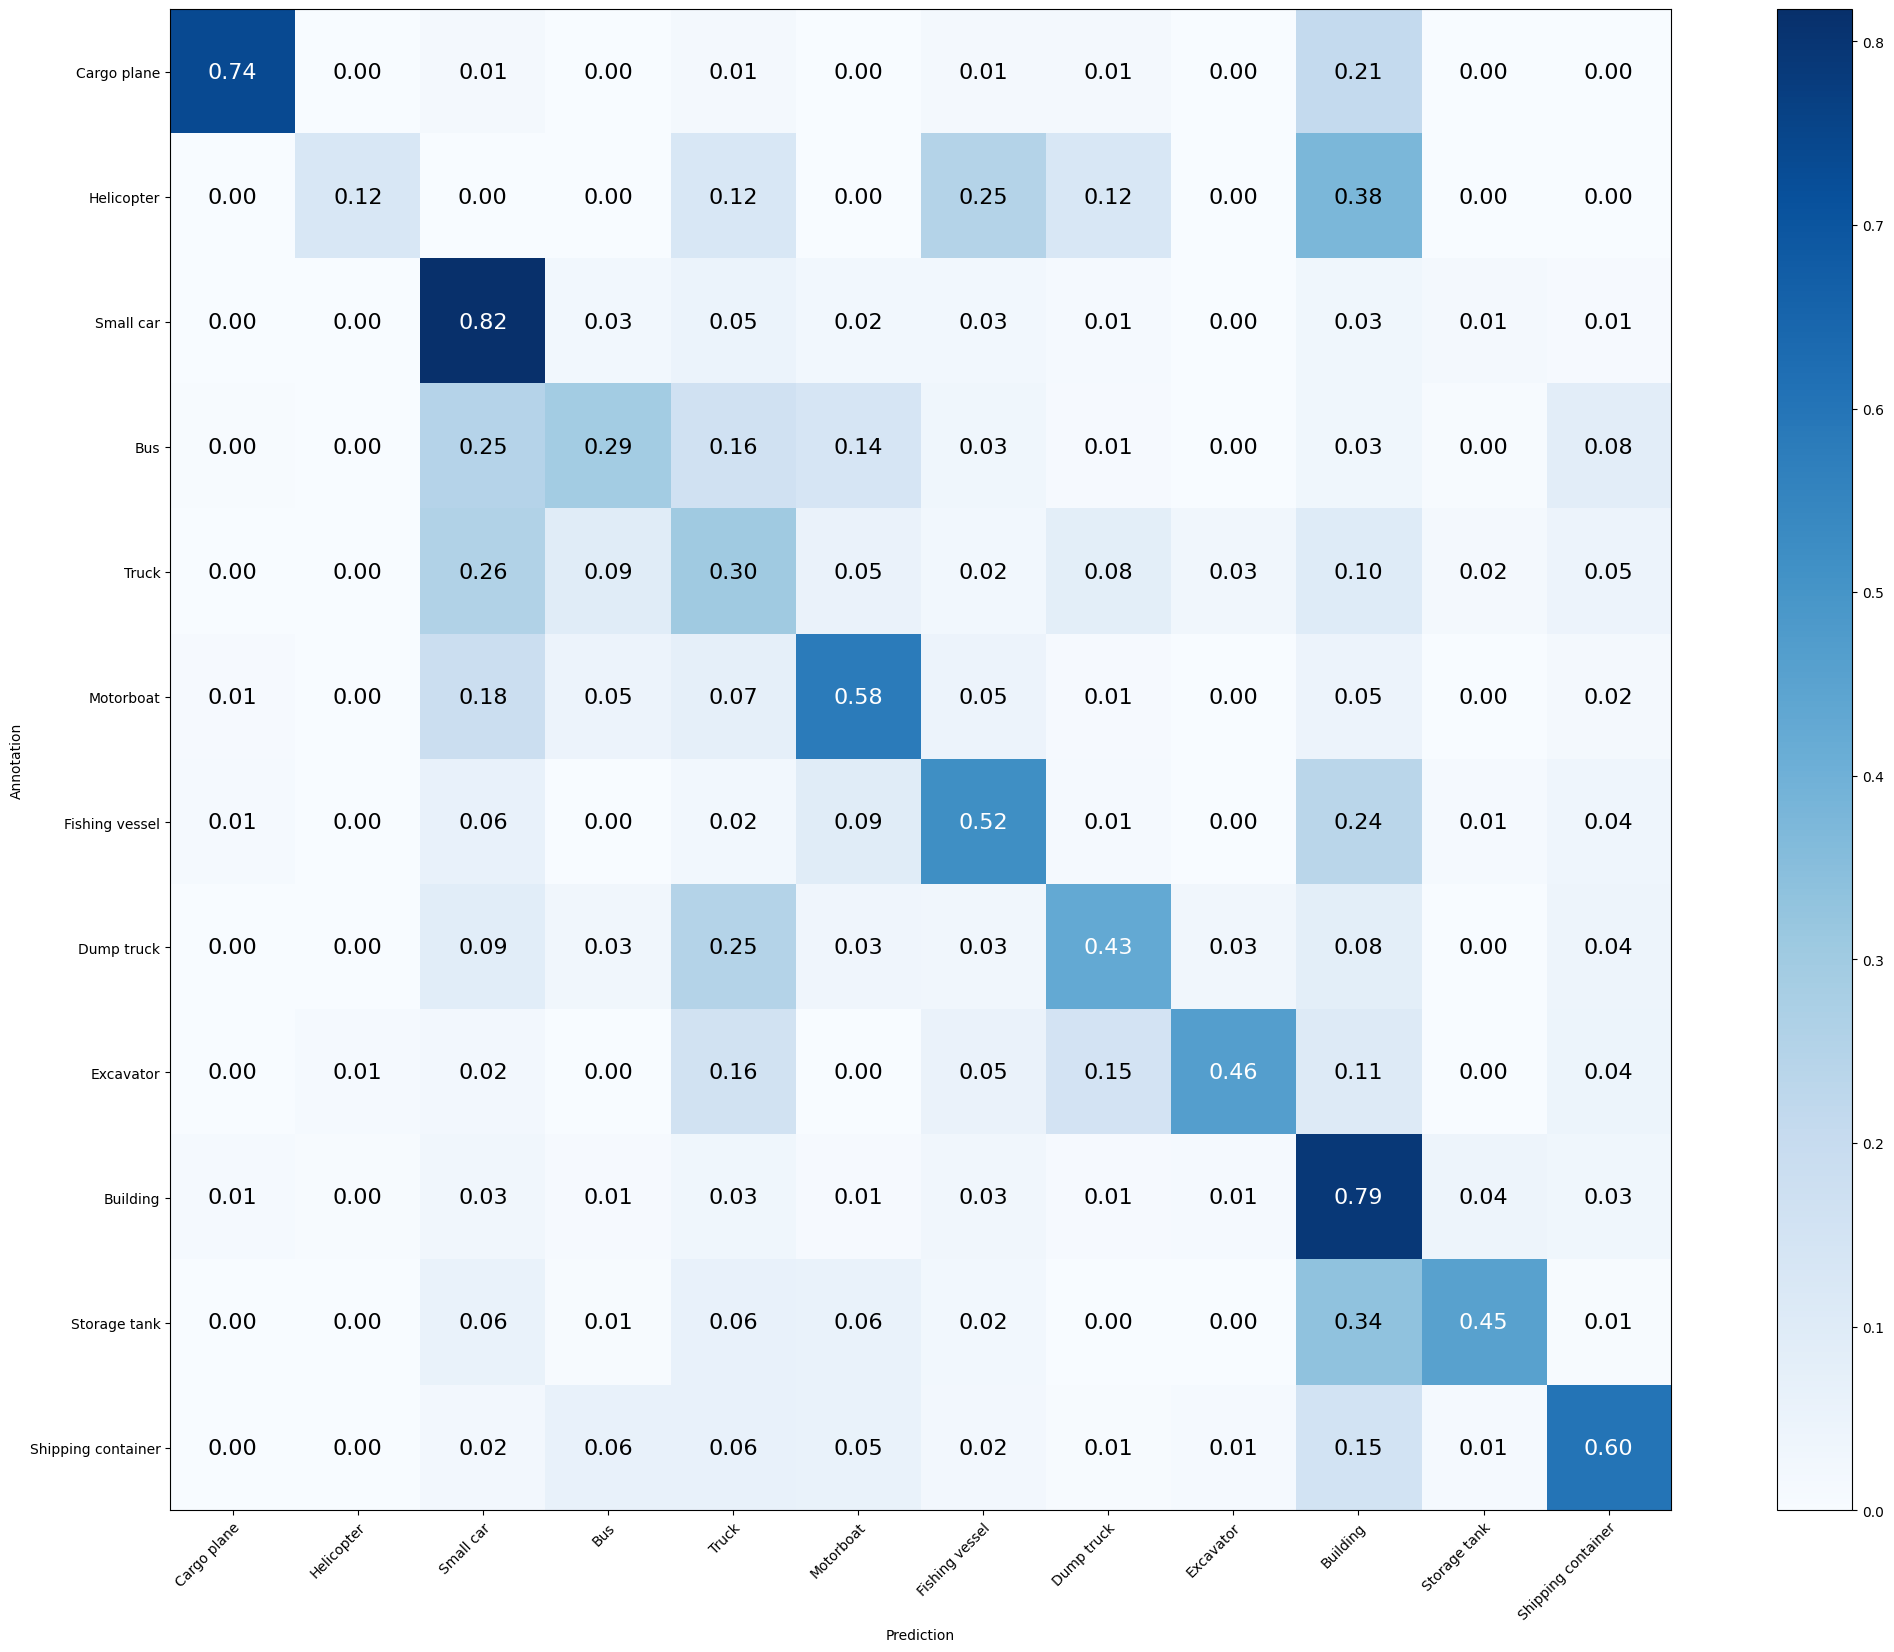 Cargo plane 0.74 0.00 0.01 0.00 0.01 0.00 0.01 0.01 0.00 0.21 0.00 0.00
Helicopter 0.00 0.12 0.00 0.00 0.12 0.00 0.25 0.12 0.00 0.38 0.00 0.00
Small car 0.00 0.00 0.82 0.03 0.05 0.02 0.03 0.01 0.00 0.03 0.01 0.01
Bus 0.00 0.00 0.25 0.29 0.16 0.14 0.03 0.01 0.00 0.03 0.00 0.08
Truck 0.00 0.00 0.26 0.09 0.30 0.05 0.02 0.08 0.03 0.10 0.02 0.05
Motorboat 0.01 0.00 0.18 0.05 0.07 0.58 0.05 0.01 0.00 0.05 0.00 0.02
Fishing vessel 0.01 0.00 0.06 0.00 0.02 0.09 0.52 0.01 0.00 0.24 0.01 0.04
Dump truck 0.00 0.00 0.09 0.03 0.25 0.03 0.03 0.43 0.03 0.08 0.00 0.04
Excavator 0.00 0.01 0.02 0.00 0.16 0.00 0.05 0.15 0.46 0.11 0.00 0.04
Building 0.01 0.00 0.03 0.01 0.03 0.01 0.03 0.01 0.01 0.79 0.04 0.03
Storage tank 0.00 0.00 0.06 0.01 0.06 0.06 0.02 0.00 0.00 0.34 0.45 0.01
Shipping container 0.00 0.00 0.02 0.06 0.06 0.05 0.02 0.01 0.01 0.15 0.01 0.60
Annotation
Cargo plane Helicopter Small car Bus Truck Motorboat Fishing vessel Dump truck Excavator Building Storage tank Shipping container
Prediction
0.8
0.7
0.6
0.5
0.4
0.3
0.2
0.1
0.0